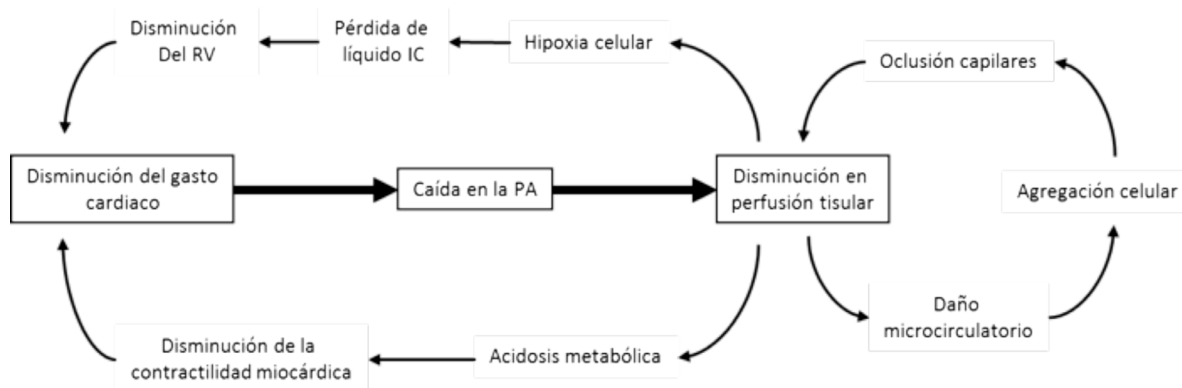 Disminución
Del RV
Pérdida de
líquido IC
Hipoxia celular
Oclusión capilares
Disminución del gasto
cardiaco
Caída en la PA
Disminución en
perfusión tisular
Agregación celular
Daño
microcirculatorio
Acidosis metabólica
Disminución de la
contractilidad miocárdica